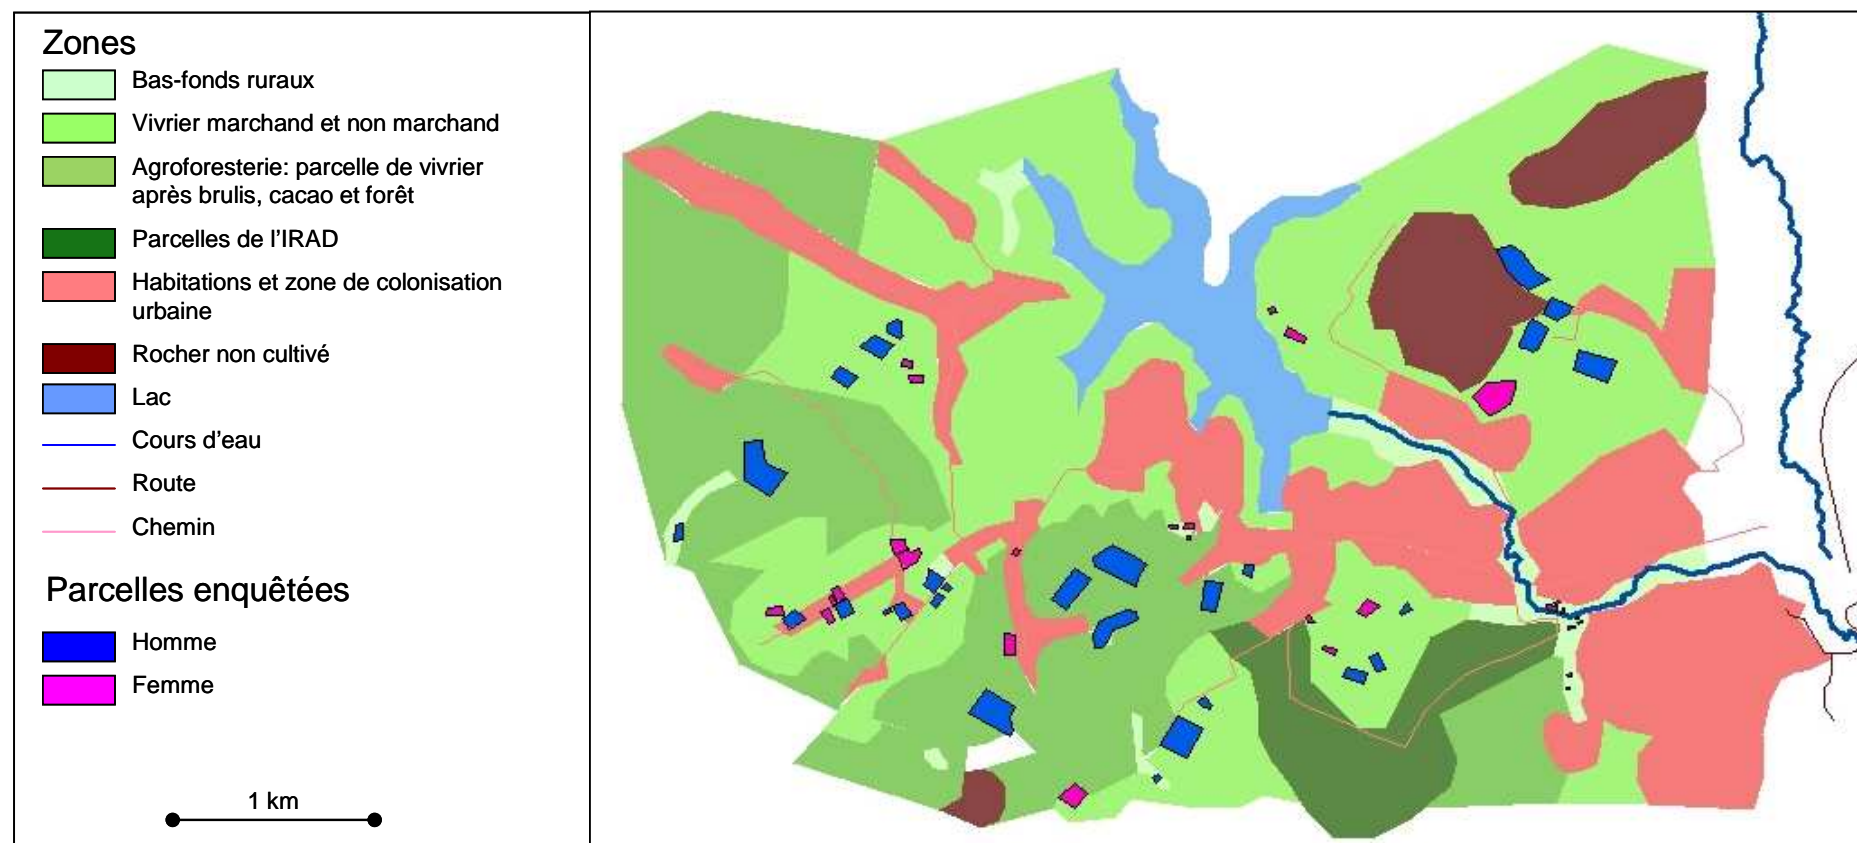 Zones
Bas-fonds ruraux
Vivrier marchand et non marchand
Agroforesterie: parcelle de vivrier
après brulis, cacao et forêt
Parcelles de l'IRAD
Habitations et zone de colonisation
urbaine
Rocher non cultivé
Lac
Cours d'eau
Route
Chemin
Parcelles enquêtées
Homme
Femme
1 km